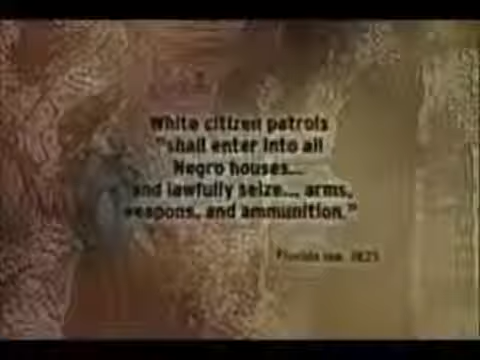 White citizen patrols
"shall enter into all
Negro houses...
and lawfully seize... arms,
weapons, and ammunition."
Florida law, 1825